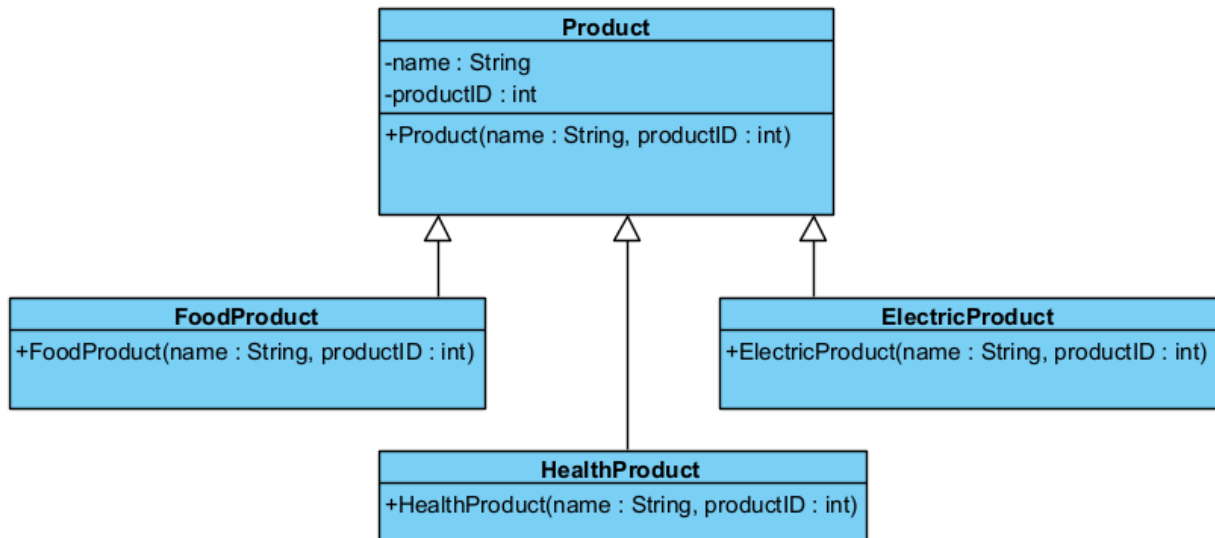 Product
-name : String
-productID : int
+Product(name : String, productID : int)
FoodProduct
+FoodProduct(name : String, productID : int)
ElectricProduct
+ElectricProduct(name : String, productID : int)
HealthProduct
+HealthProduct(name : String, productID : int)